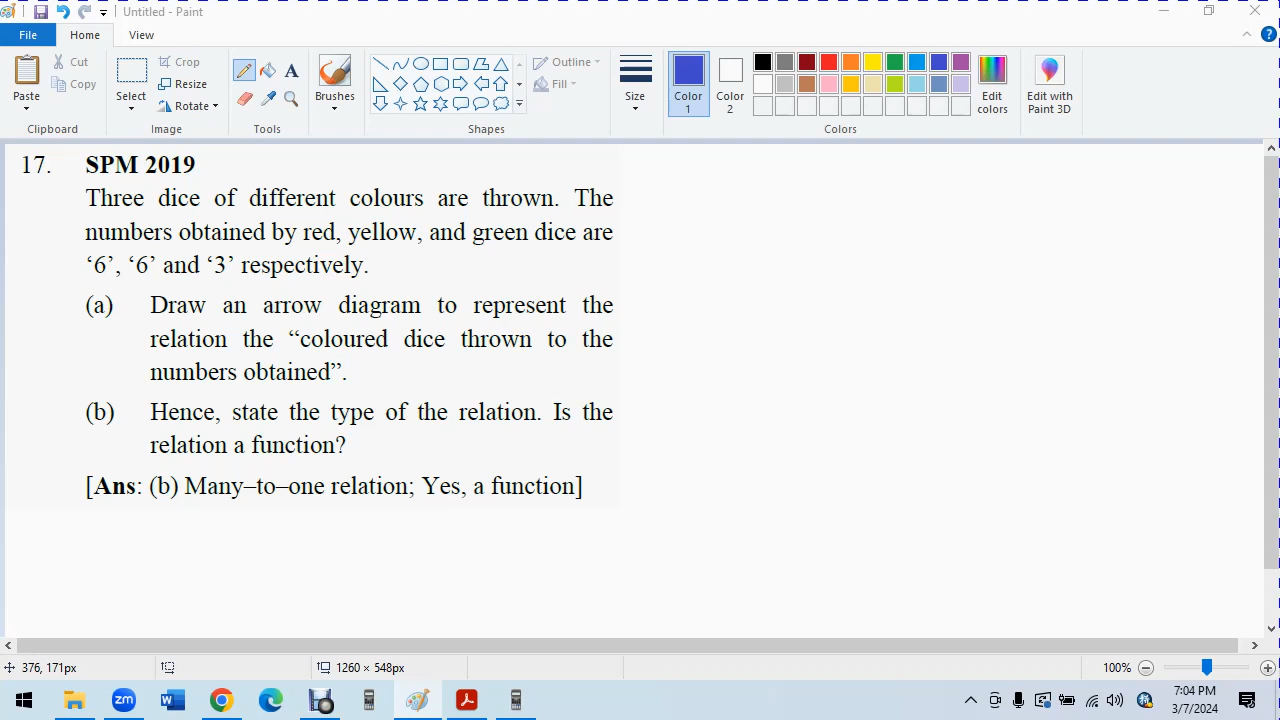 Untitled - Paint
File Home View
Paste Cut Copy Clipboard
Select Crop Resize Rotate Image
Tools
Brushes
Outline Fill Shapes
Size
Color 1 Color 2 Edit colors Colors
Edit with Paint 3D
17. SPM 2019
Three dice of different colours are thrown. The
numbers obtained by red, yellow, and green dice are
‘6’, ‘6’ and ‘3’ respectively.
(a) Draw an arrow diagram to represent the
relation the “coloured dice thrown to the
numbers obtained”.
(b) Hence, state the type of the relation. Is the
relation a function?
[Ans: (b) Many–to–one relation; Yes, a function]
376, 171px 1260 × 548px 100%
zm
7:04 PM
3/7/2024